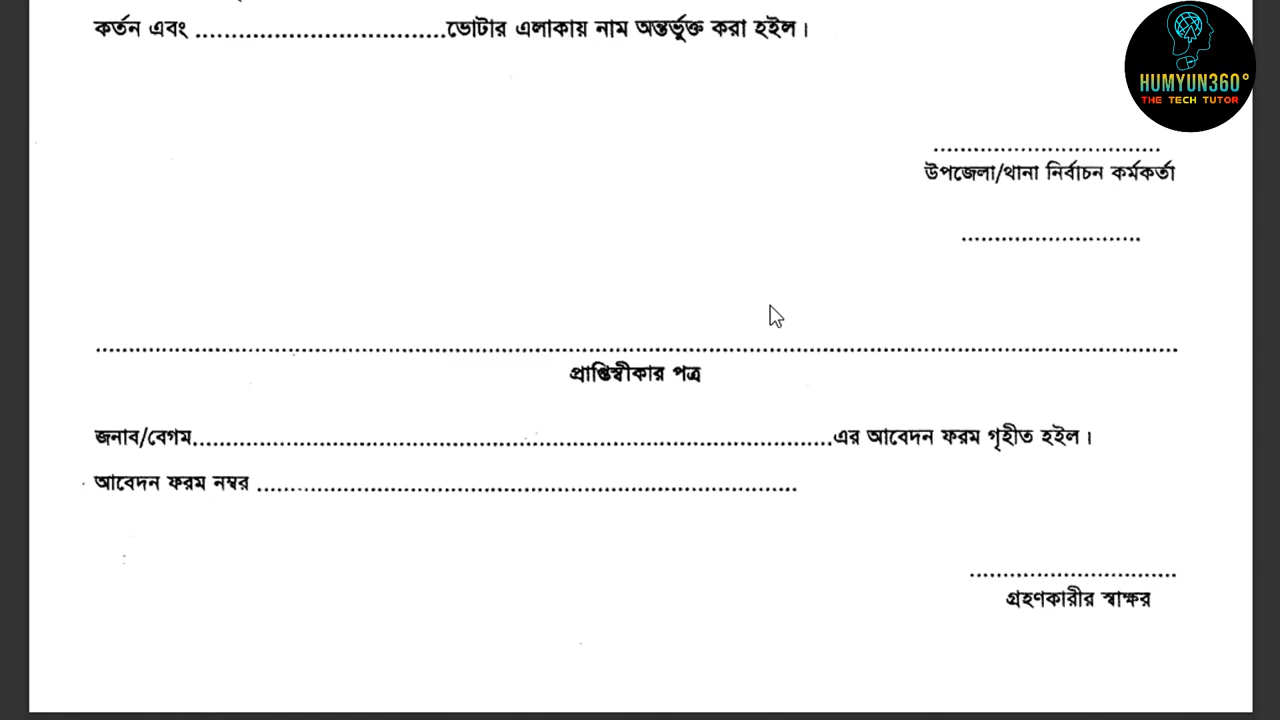 কর্তন এবং ..................................ভোটার এলাকায় নাম অন্তর্ভুক্ত করা হইল।
HUMYUN360°
THE TECH TUTOR
..................................
উপজেলা/থানা নির্বাচন কর্মকর্তা
...........................
....................................................................................................................................................................
প্রাপ্তিস্বীকার পত্র
জনাব/বেগম.................................................................................................এর আবেদন ফরম গৃহীত হইল।
আবেদন ফরম নম্বর .................................................................................
...............................
গ্রহণকারীর স্বাক্ষর